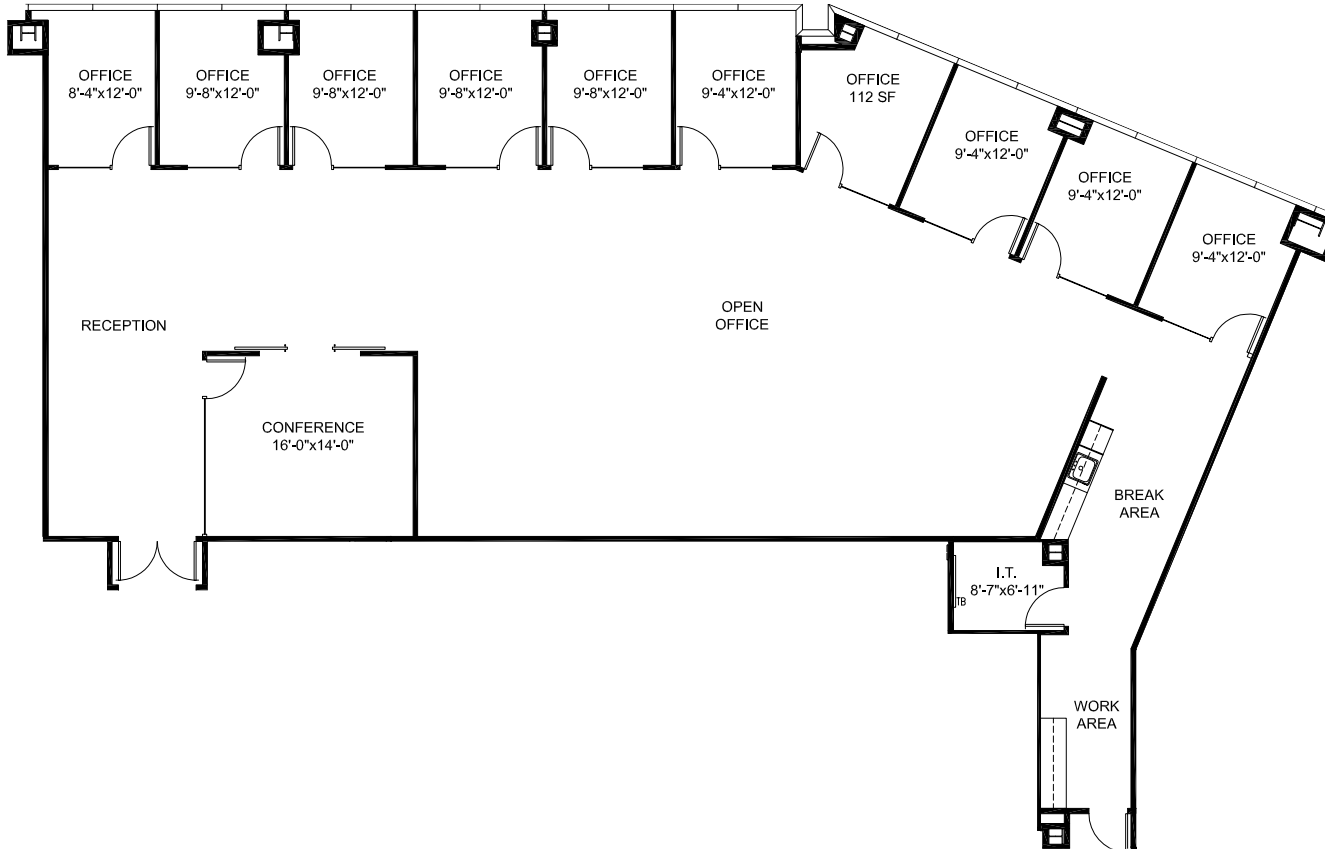 OFFICE
8'-4"x12'-0"
OFFICE
9'-8"x12'-0"
OFFICE
9'-8"x12'-0"
OFFICE
9'-8"x12'-0"
OFFICE
9'-8"x12'-0"
OFFICE
9'-4"x12'-0"
OFFICE
112 SF
OFFICE
9'-4"x12'-0"
OFFICE
9'-4"x12'-0"
OFFICE
9'-4"x12'-0"
RECEPTION
OPEN
OFFICE
CONFERENCE
16'-0"x14'-0"
BREAK
AREA
I.T.
8'-7"x6'-11"
TB
WORK
AREA